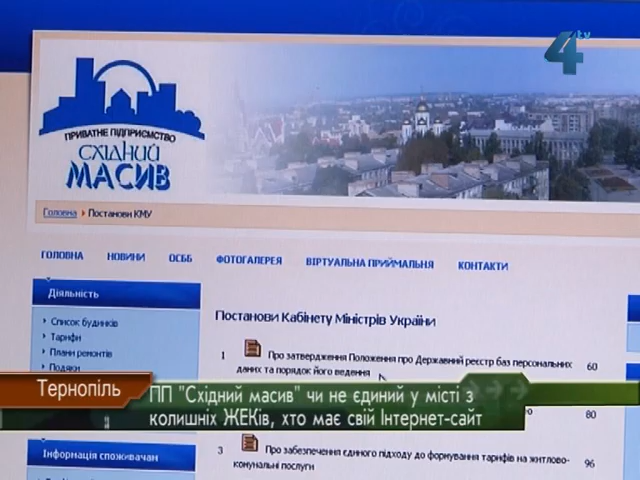 4 tv
ПРИВАТНЕ ПІДПРИЄМСТВО
СХІДНИЙ
МАСИВ
Головна Постанови КМУ
ГОЛОВНА НОВИНИ ОСББ ФОТОГАЛЕРЕЯ ВІРТУАЛЬНА ПРИЙМАЛЬНЯ КОНТАКТИ
Діяльність
Список будинків
Тарифи
Плани ремонтів
Подяки
Інформація споживачам
Постанови Кабінету Міністрів України
1 Про затвердження Положення про Державний реєстр баз персональних 60
даних та порядок його ведення
80
3 Про забезпечення єдиного підходу до формування тарифів на житлово- 96
комунальні послуги
Тернопіль
ПП "Східний масив" чи не єдиний у місті з
колишніх ЖЕКів, хто має свій Інтернет-сайт